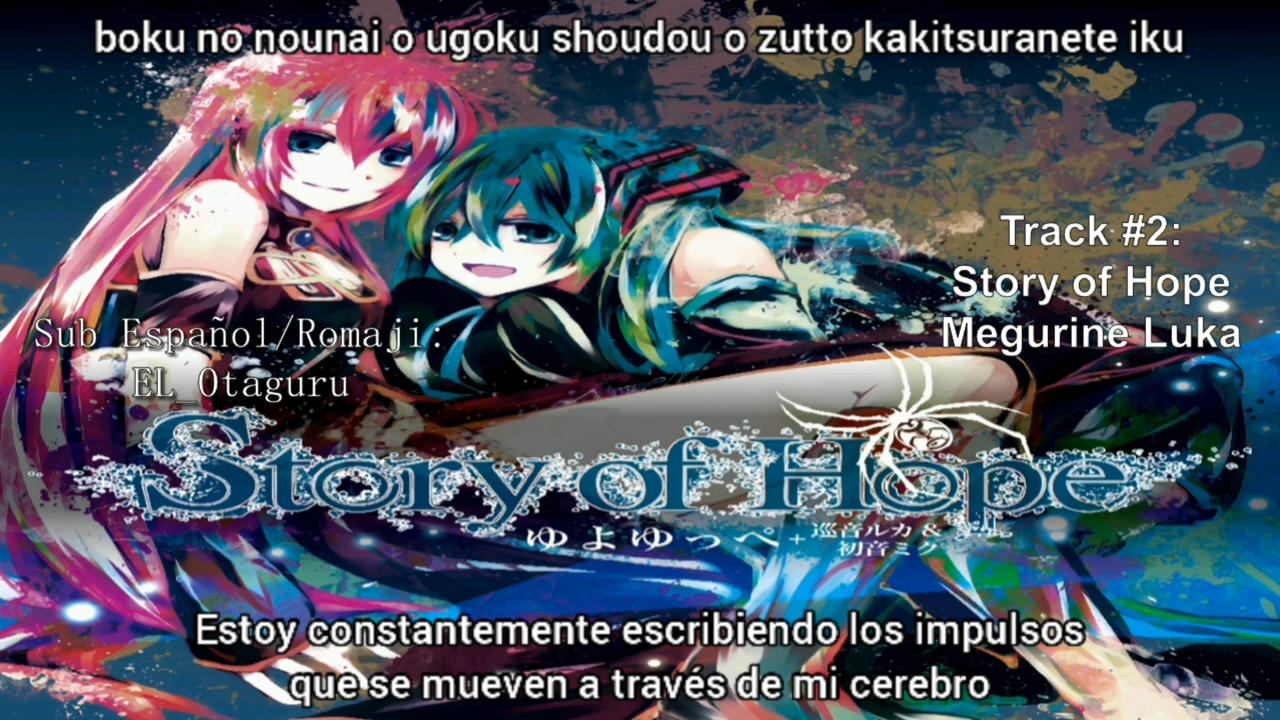 boku no nounai o ugoku shoudou o zutto kakitsuranete iku
Track #2:
Story of Hope
Megurine Luka
Sub Español/Romaji:
EL_Otaguru
Story of Hope
ゆよゆっぺ+巡音ルカ &
初音ミク
Estoy constantemente escribiendo los impulsos
que se mueven a través de mi cerebro